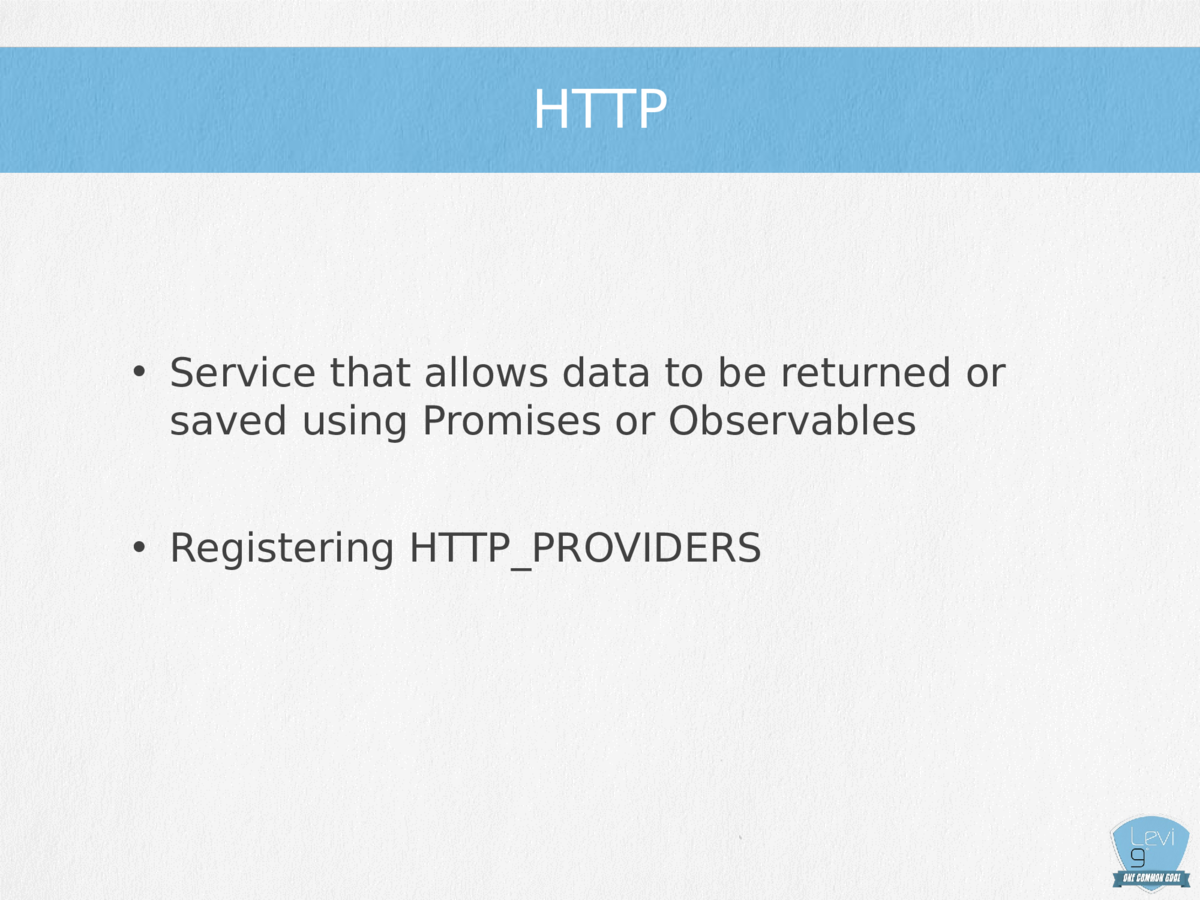 HTTP
• Service that allows data to be returned or
saved using Promises or Observables
• Registering HTTP_PROVIDERS
Levi
9
ONE COMMON GOAL